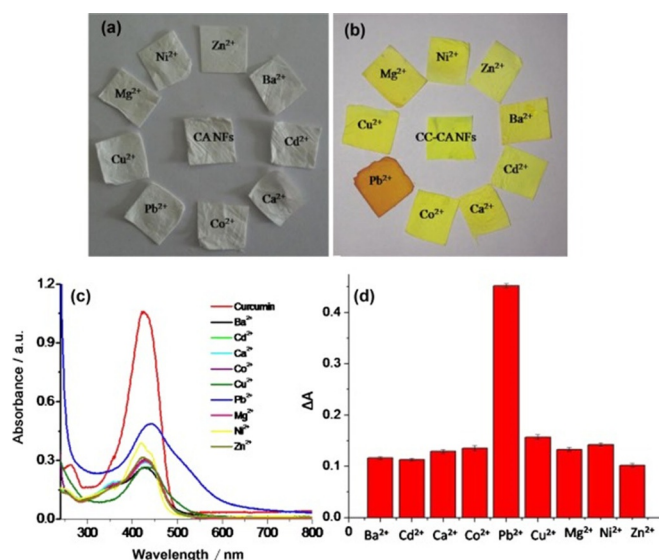 (a)
Zn²⁺
Ni²⁺
Ba²⁺
Mg²⁺
CA NFs
Cd²⁺
Cu²⁺
Ca²⁺
Pb²⁺
Co²⁺
(b)
Ni²⁺
Zn²⁺
Mg²⁺
Ba²⁺
Cu²⁺
CC-CA NFs
Cd²⁺
Pb²⁺
Ca²⁺
Co²⁺
(c)
1.2
0.9
0.6
0.3
0.0
Absorbance / a.u.
Curcumin
Ba²⁺
Cd²⁺
Ca²⁺
Co²⁺
Cu²⁺
Pb²⁺
Mg²⁺
Ni²⁺
Zn²⁺
300 400 500 600 700 800
Wavelength / nm
(d)
0.4
0.3
0.2
0.1
0
ΔA
Ba²⁺ Cd²⁺ Ca²⁺ Co²⁺ Pb²⁺ Cu²⁺ Mg²⁺ Ni²⁺ Zn²⁺